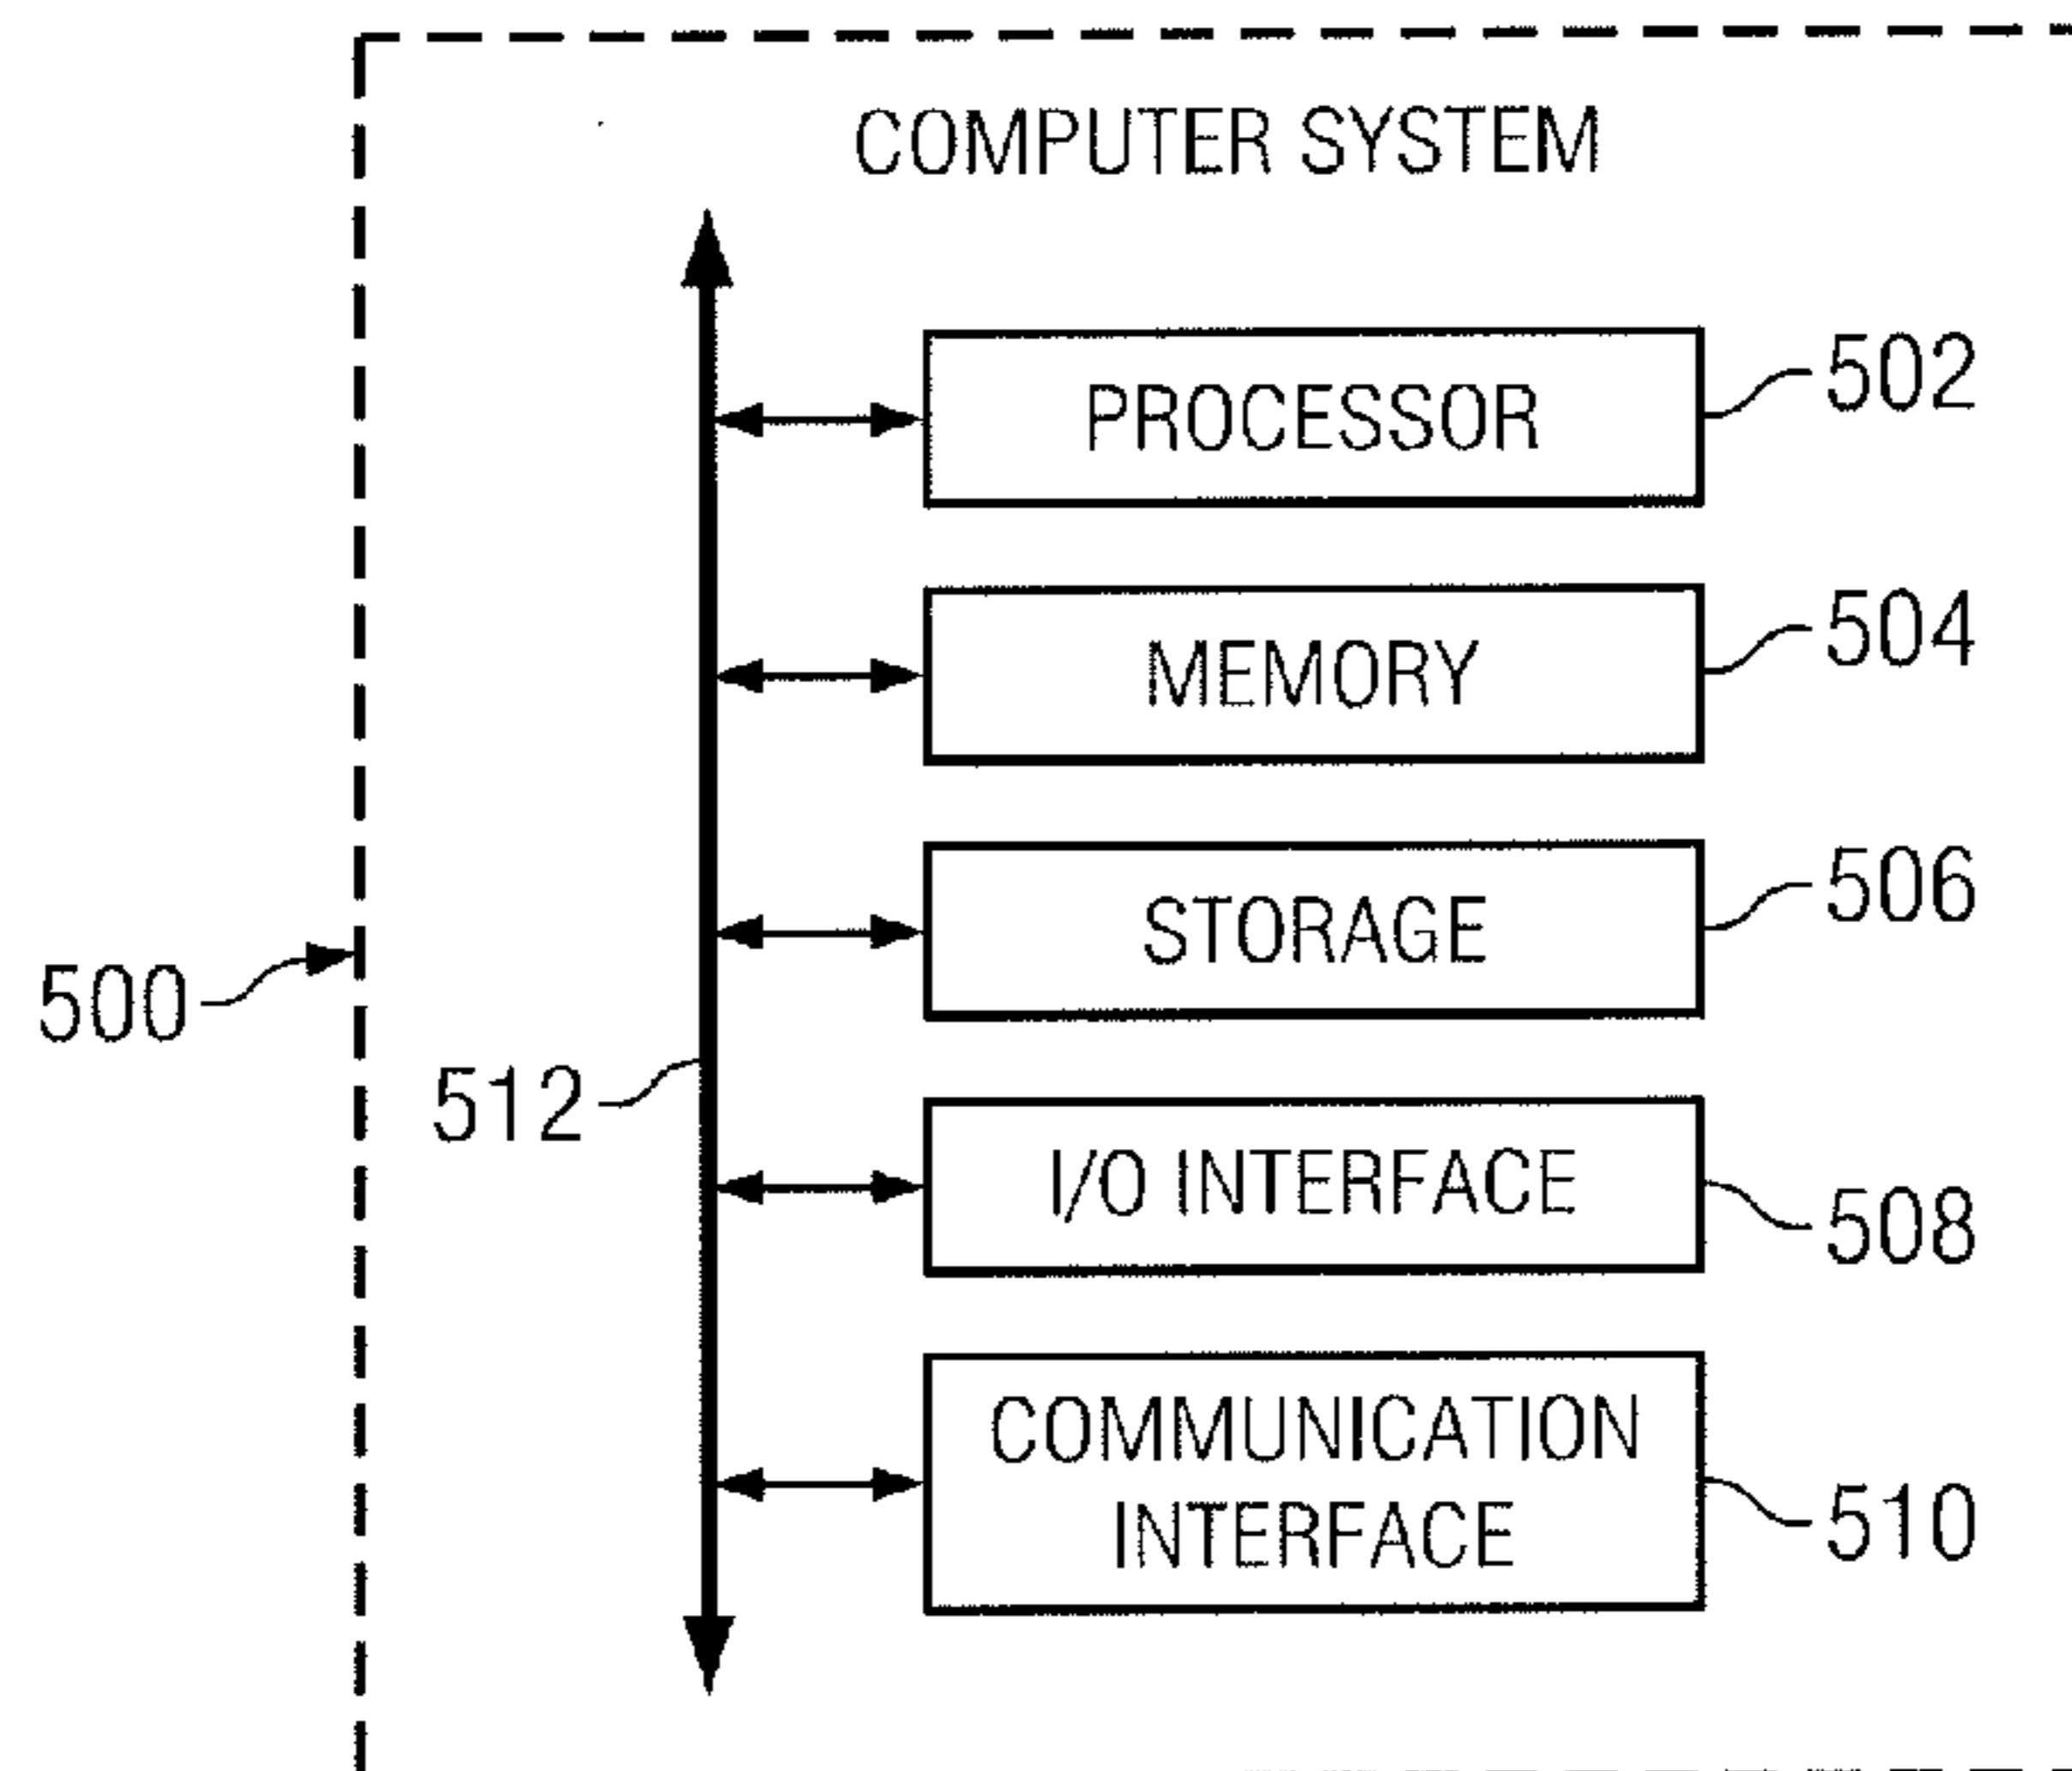 COMPUTER SYSTEM
PROCESSOR
502
MEMORY
504
STORAGE
506
500
512
I/O INTERFACE
508
COMMUNICATION
INTERFACE
510